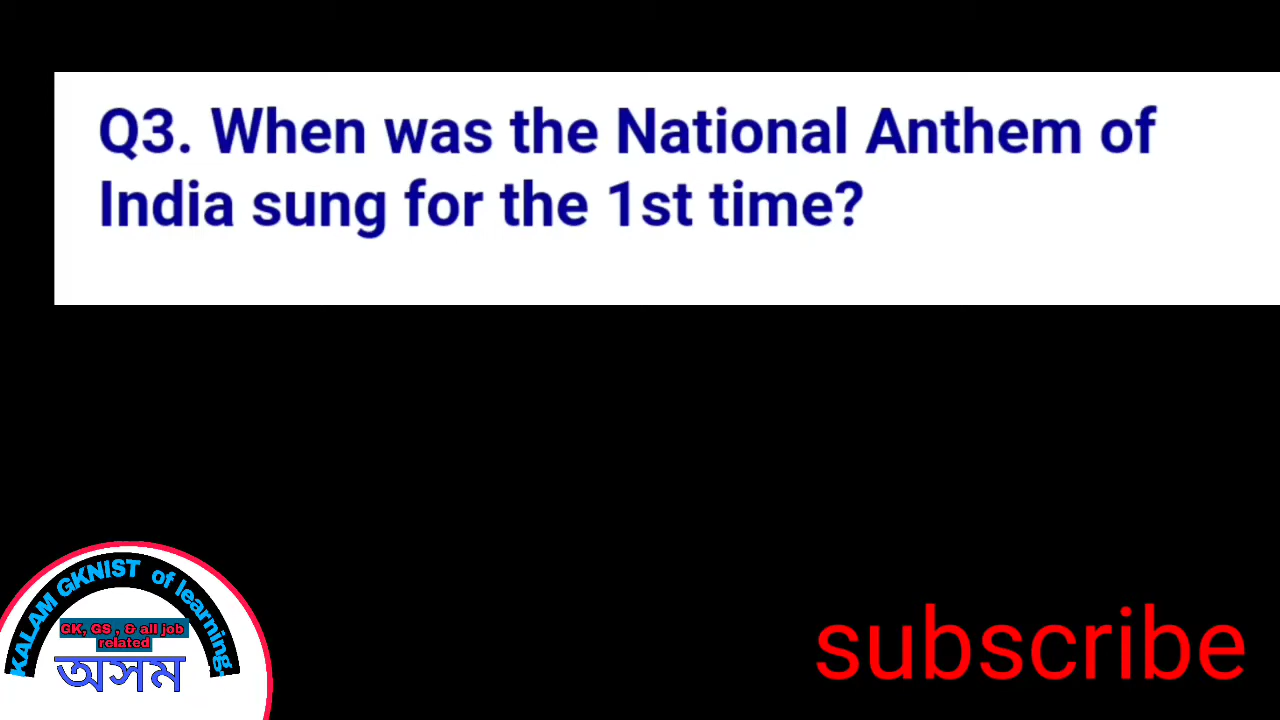 Q3. When was the National Anthem of
India sung for the 1st time?
KALAM GKNIST of learning.
GK, GS , & all job
related
অসম
subscribe